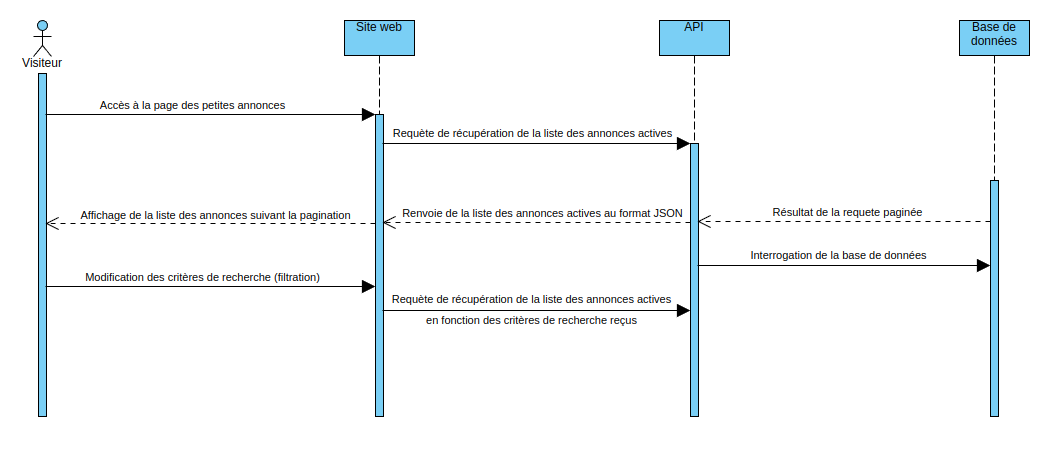 Visiteur
Site web
API
Base de
données
Accès à la page des petites annonces
Requète de récupération de la liste des annonces actives
Affichage de la liste des annonces suivant la pagination
Renvoie de la liste des annonces actives au format JSON
Résultat de la requete paginée
Interrogation de la base de données
Modification des critères de recherche (filtration)
Requète de récupération de la liste des annonces actives
en fonction des critères de recherche reçus